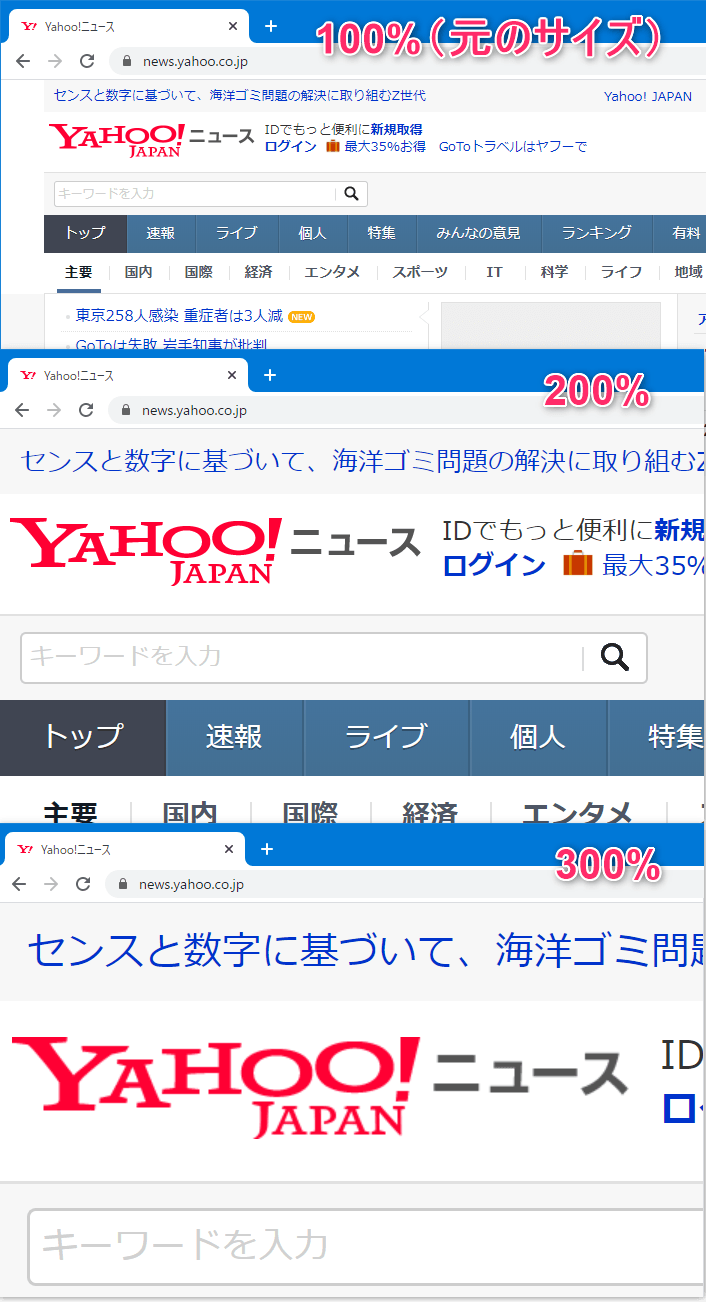 Yahoo!ニュース
100%（元のサイズ）
news.yahoo.co.jp
センスと数字に基づいて、海洋ゴミ問題の解決に取り組むZ世代 Yahoo! JAPAN
YAHOO! JAPAN ニュース
IDでもっと便利に新規取得
ログイン 最大35%お得 GoToトラベルはヤフーで
キーワードを入力
トップ 速報 ライブ 個人 特集 みんなの意見 ランキング 有料
主要 国内 国際 経済 エンタメ スポーツ IT 科学 ライフ 地域
東京258人感染 重症者は3人減 NEW
ア
GoToは失敗 岩手知事が批判
Yahoo!ニュース
200%
news.yahoo.co.jp
センスと数字に基づいて、海洋ゴミ問題の解決に取り組むZ
YAHOO! JAPAN ニュース
IDでもっと便利に新規
ログイン 最大35%
キーワードを入力
トップ 速報 ライブ 個人 特集
主要 国内 国際 経済 エンタメ
Yahoo!ニュース
300%
news.yahoo.co.jp
センスと数字に基づいて、海洋ゴミ問題
YAHOO! JAPAN ニュース
ID
ロ
キーワードを入力